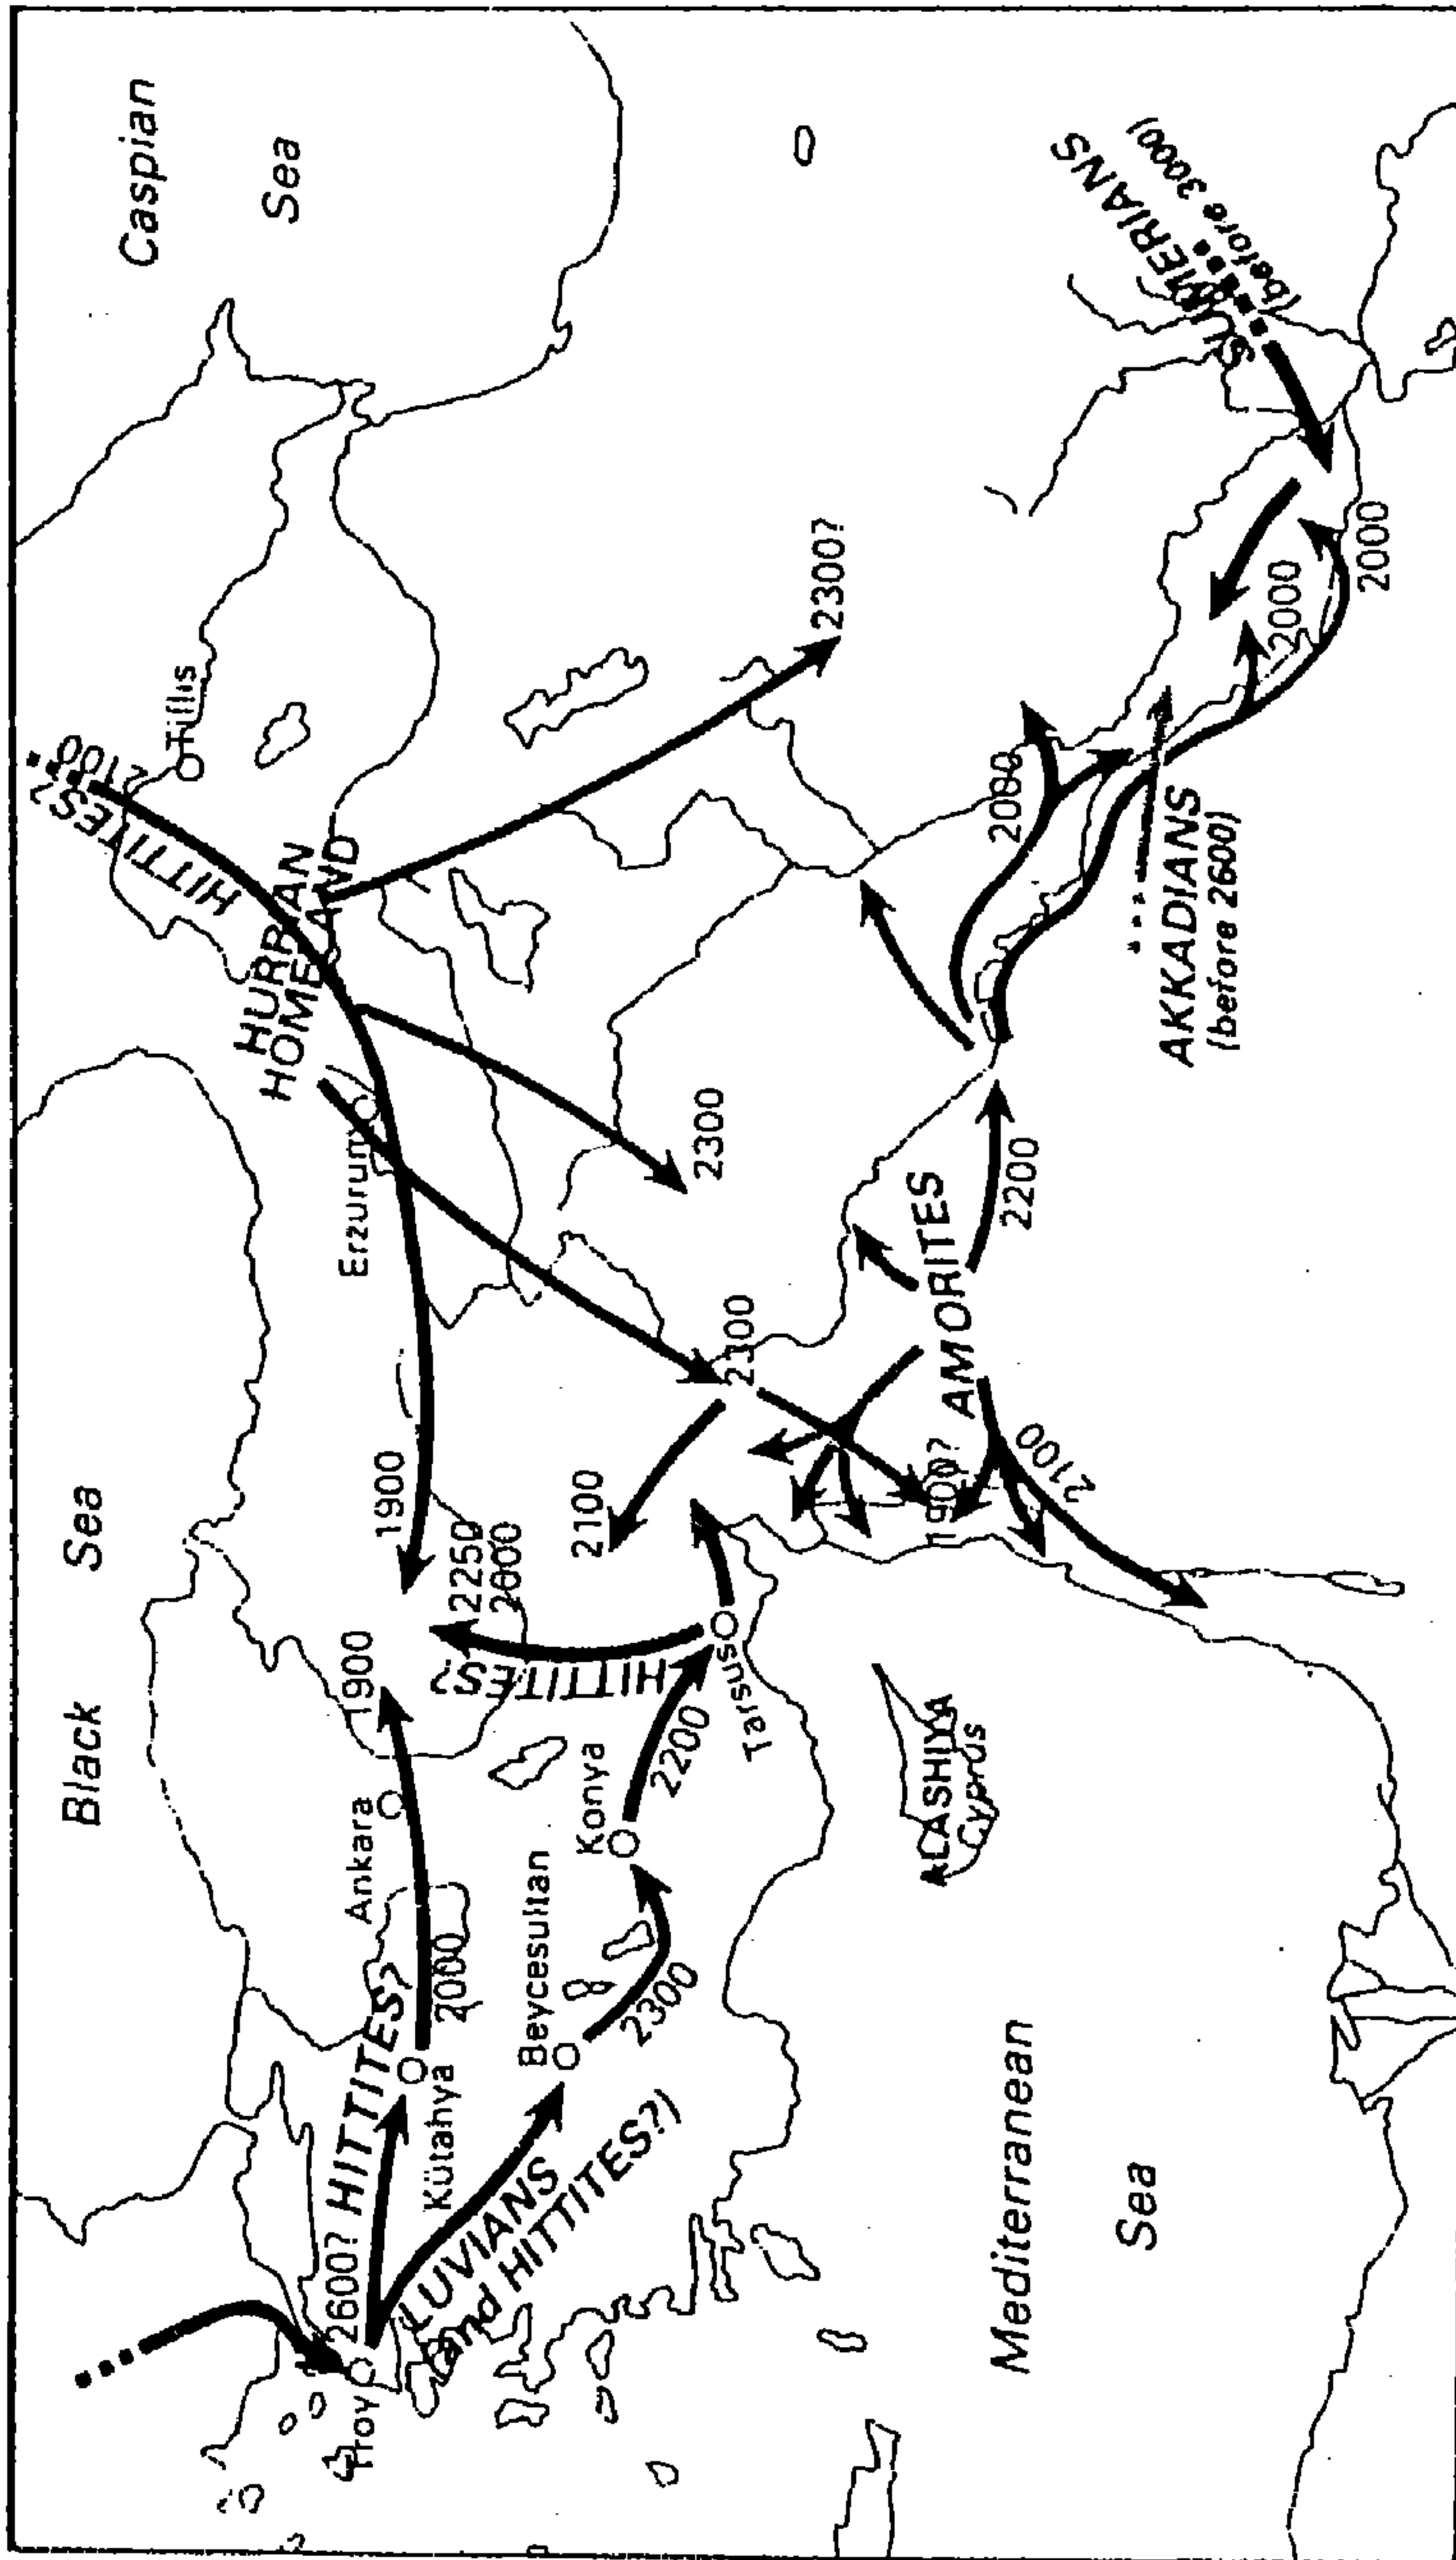 Caspian
Sea
Black
Sea
Tiflis
2100
HITTITES?
HURRIAN
HOMELAND
Erzurum
2300?
2300
2300
2100
1900
1900
2250
2000
HITTITES?
Ankara
2000
HITTITES?
2600?
Kütahya
Troy
LUVIANS
(and HITTITES?)
Beycesultan
2300
Konya
2200
Tarsus
ALASHIYA
Cyprus
Mediterranean
Sea
AMORITES
1900?
2100
2200
2000
AKKADIANS
(before 2600)
2000
2000
SUMERIANS
(before 3000)